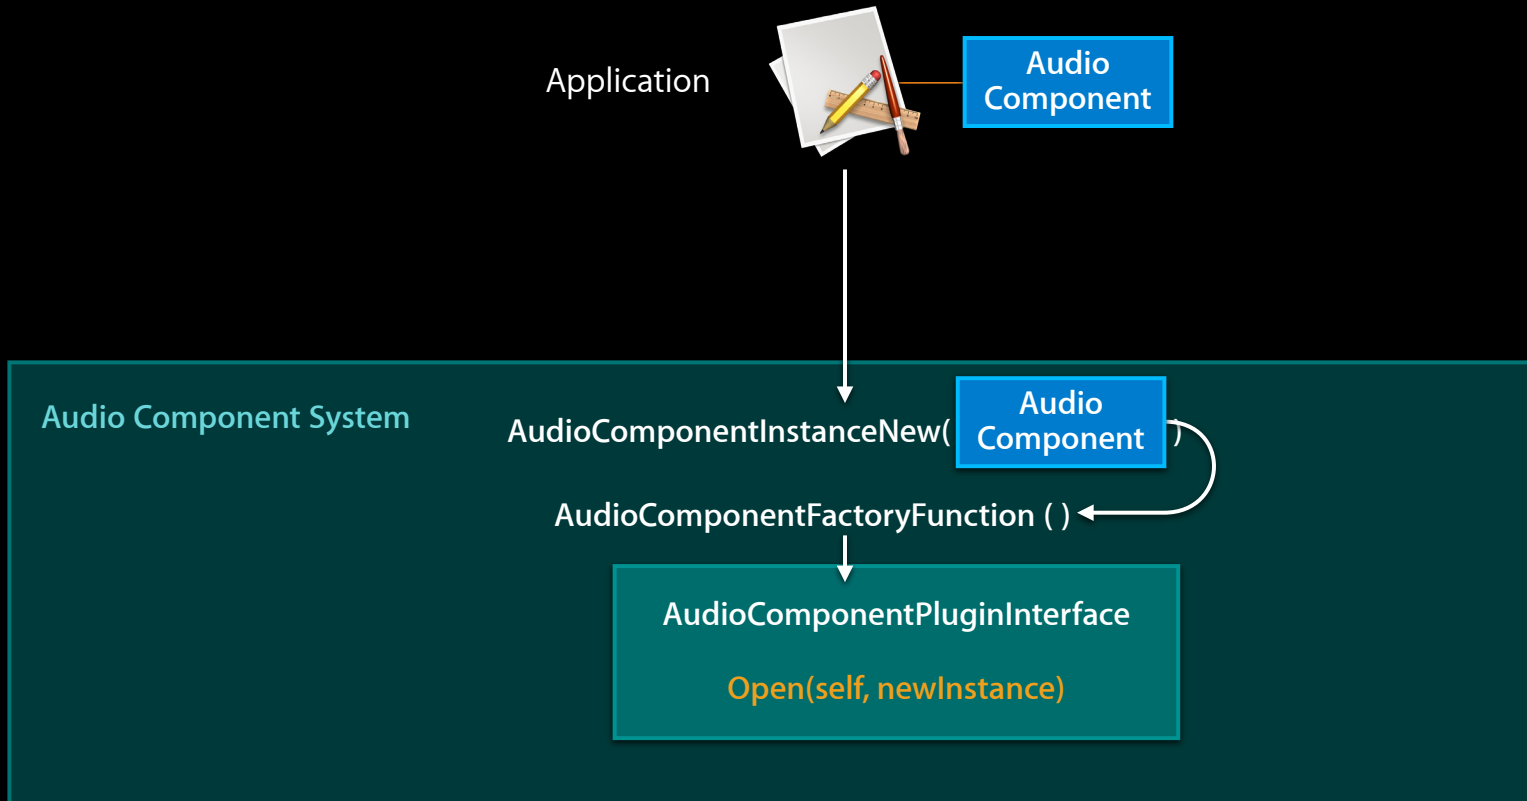 Application
Audio
Component
Audio Component System
AudioComponentInstanceNew(
Audio
Component
)
AudioComponentFactoryFunction ( )
AudioComponentPluginInterface
Open(self, newInstance)